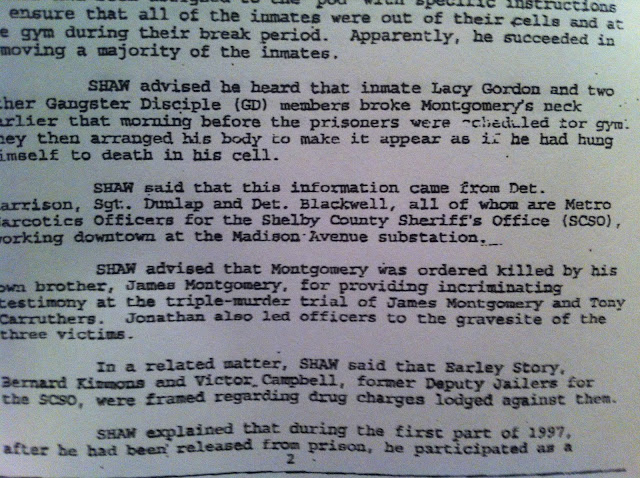 to the pod with specific instructions
ensure that all of the inmates were out of their cells and at
e gym during their break period. Apparently, he succeeded in
moving a majority of the inmates.
SHAW advised he heard that inmate Lacy Gordon and two
ther Gangster Disciple (GD) members broke Montgomery's neck
arlier that morning before the prisoners were scheduled for gym.
hey then arranged his body to make it appear as if he had hung
imself to death in his cell.
SHAW said that this information came from Det.
arrison, Sgt. Dunlap and Det. Blackwell, all of whom are Metro
arcotics Officers for the Shelby County Sheriff's Office (SCSO),
orking downtown at the Madison Avenue substation.
SHAW advised that Montgomery was ordered killed by his
own brother, James Montgomery, for providing incriminating
testimony at the triple-murder trial of James Montgomery and Tony
Carruthers. Jonathan also led officers to the gravesite of the
three victims.
In a related matter, SHAW said that Earley Story,
Bernard Kimmons and Victor Campbell, former Deputy Jailers for
the SCSO, were framed regarding drug charges lodged against them.
SHAW explained that during the first part of 1997,
after he had been released from prison, he participated as a
2